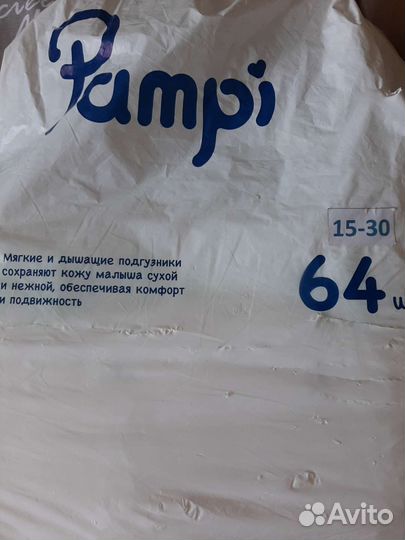 Pampi
15-30
Мягкие и дышащие подгузники
сохраняют кожу малыша сухой
и нежной, обеспечивая комфорт
и подвижность
64 ш
Avito